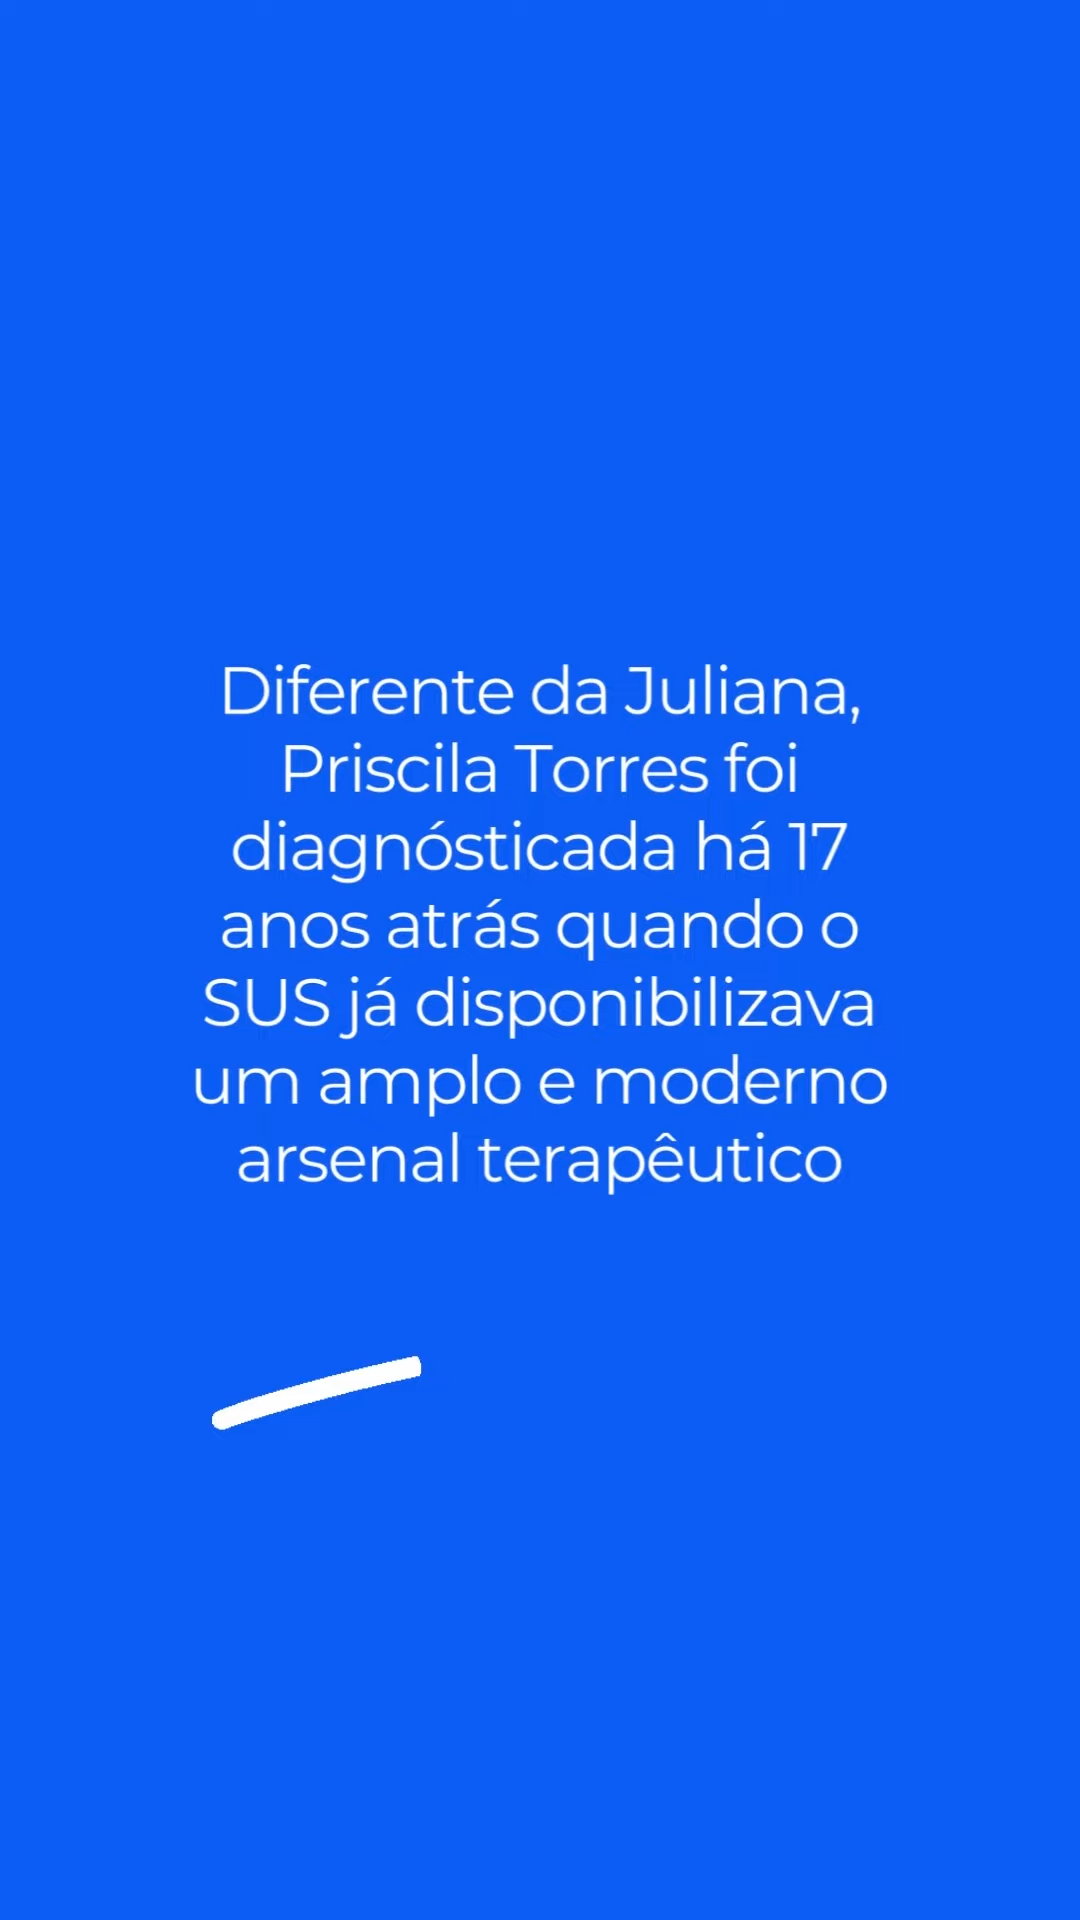 Diferente da Juliana,
Priscila Torres foi
diagnósticada há 17
anos atrás quando o
SUS já disponibilizava
um amplo e moderno
arsenal terapêutico